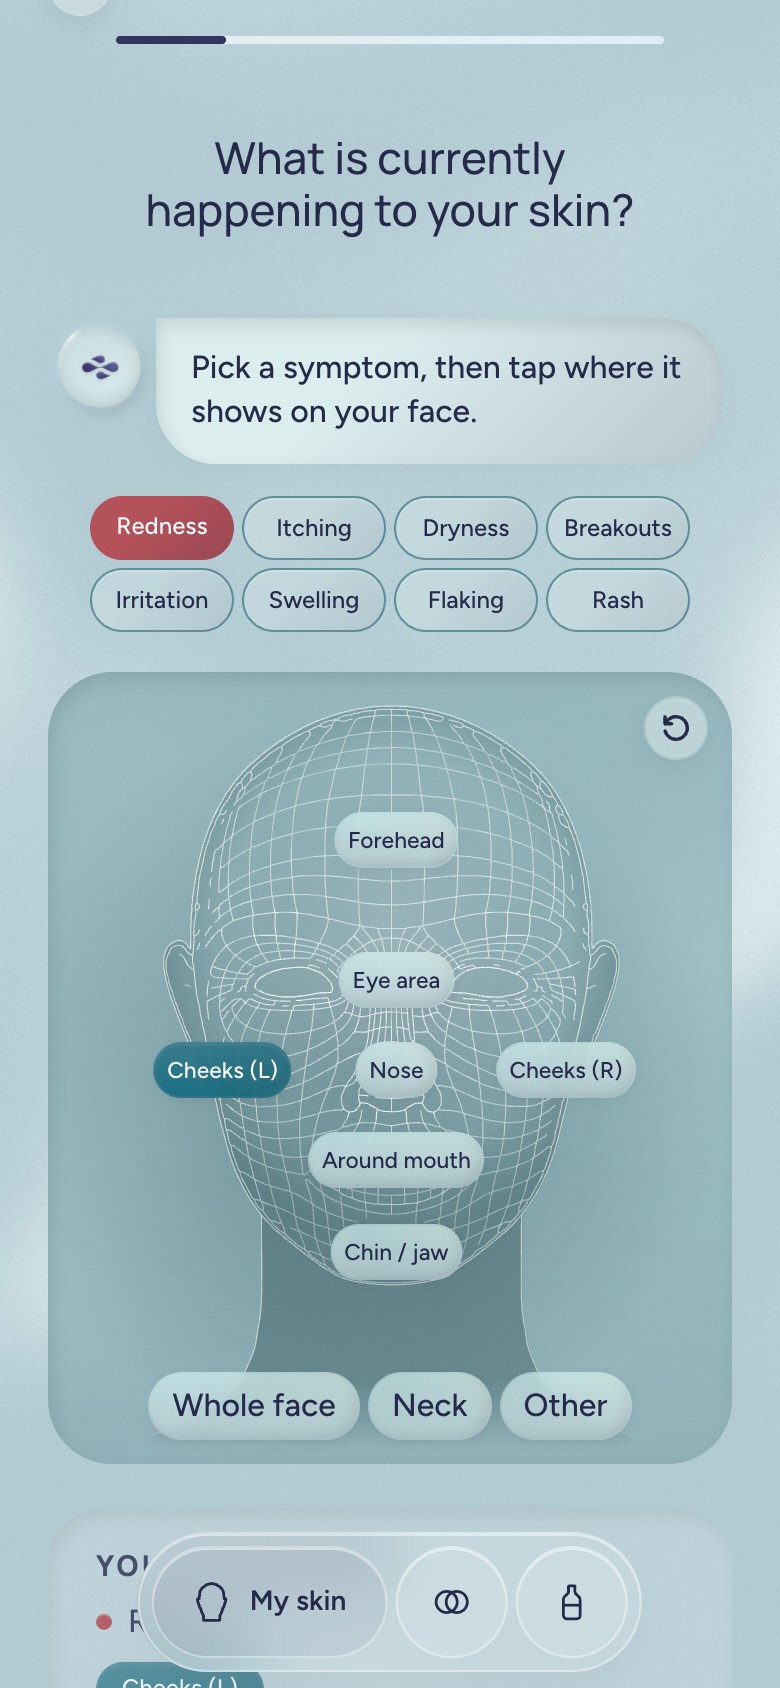 What is currently
happening to your skin?
Pick a symptom, then tap where it
shows on your face.
Redness
Itching
Dryness
Breakouts
Irritation
Swelling
Flaking
Rash
Forehead
Eye area
Cheeks (L)
Nose
Cheeks (R)
Around mouth
Chin / jaw
Whole face
Neck
Other
My skin
Cheeks (L)